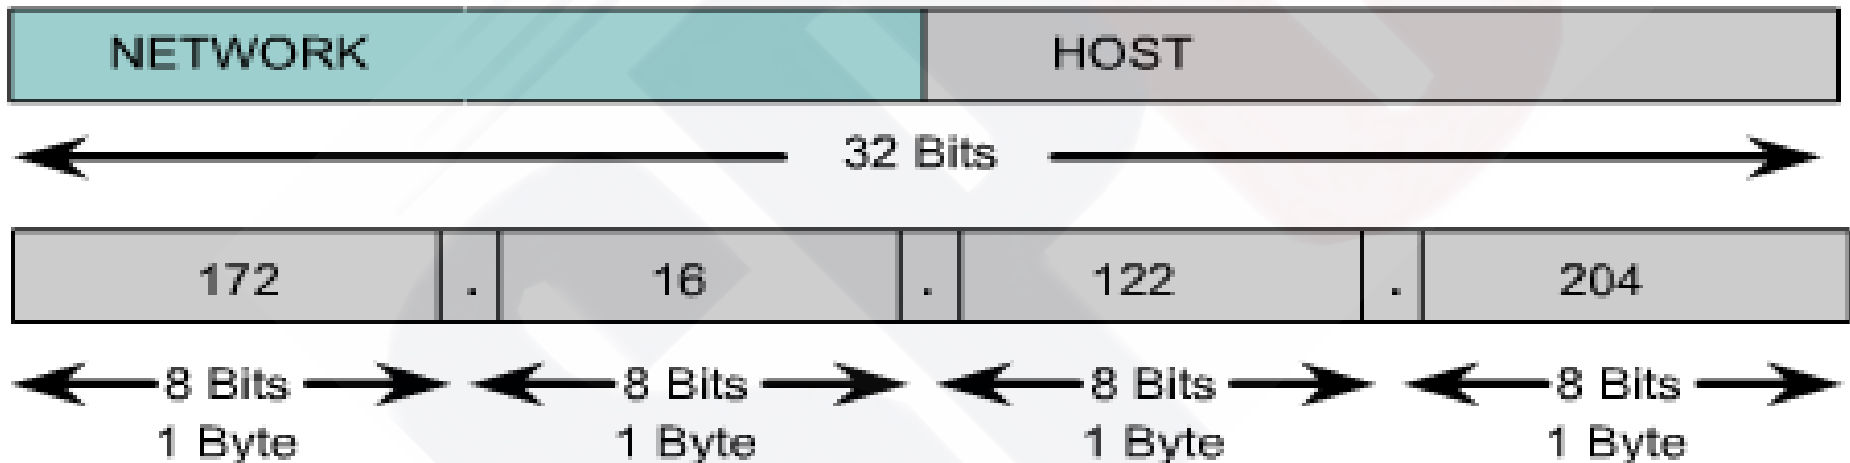 NETWORK HOST
32 Bits
172 . 16 . 122 . 204
8 Bits 8 Bits 8 Bits 8 Bits
1 Byte 1 Byte 1 Byte 1 Byte